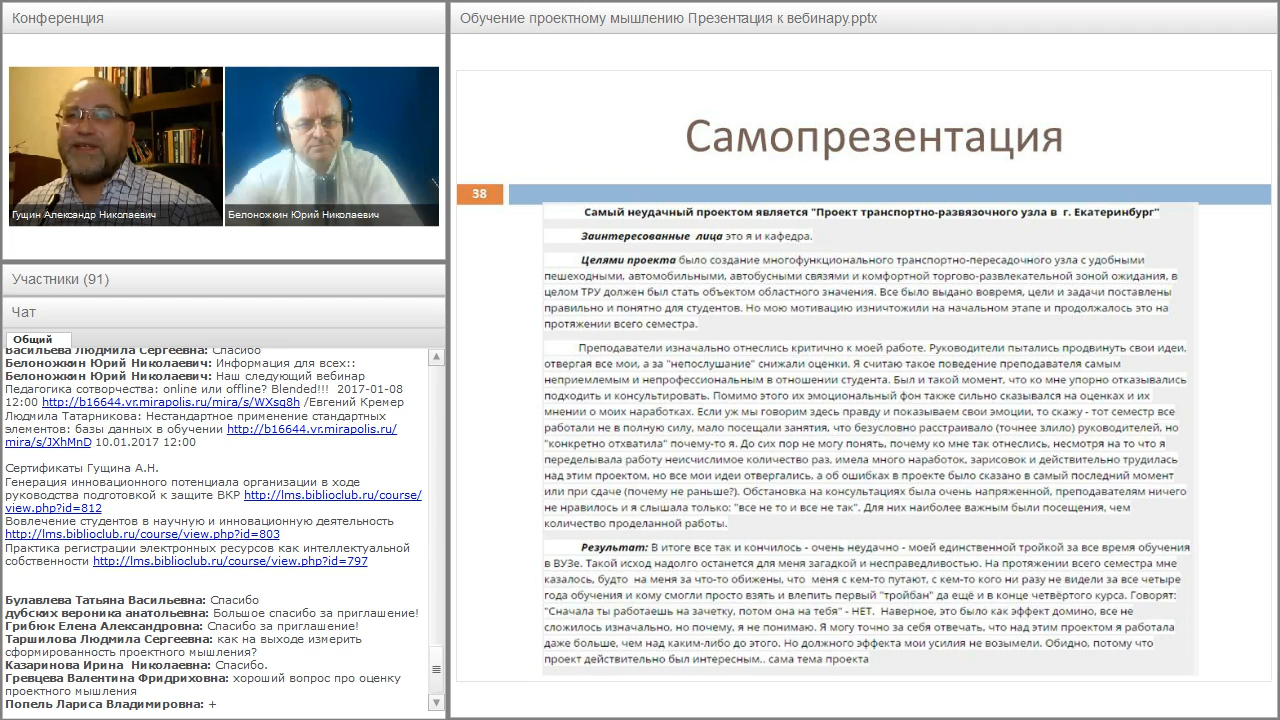 Конференция
Гущин Александр Николаевич
Белоножкин Юрий Николаевич
Участники (91)
Чат
Общий
Васильева Людмила Сергеевна: Спасибо
Белоножкин Юрий Николаевич: Информация для всех::
Белоножкин Юрий Николаевич: Наш следующий вебинар
Педагогика сотворчества: online или offline? Blended!!! 2017-01-08
12:00 http://b16644.vr.mirapolis.ru/mira/s/WXsq8h /Евгений Кремер
Людмила Татарникова: Нестандартное применение стандартных
элементов: базы данных в обучении http://b16644.vr.mirapolis.ru/
mira/s/JXhMnD 10.01.2017 12:00
Сертификаты Гущина А.Н.
Генерация инновационного потенциала организации в ходе
руководства подготовкой к защите ВКР http://lms.biblioclub.ru/course/
view.php?id=812
Вовлечение студентов в научную и инновационную деятельность
http://lms.biblioclub.ru/course/view.php?id=803
Практика регистрации электронных ресурсов как интеллектуальной
собственности http://lms.biblioclub.ru/course/view.php?id=797
Булавлева Татьяна Васильевна: Спасибо
дубских вероника анатольевна: Большое спасибо за приглашение!
Грибюк Елена Александровна: Спасибо за приглашение!
Таршилова Людмила Сергеевна: как на выходе измерить
сформированность проектного мышления?
Казаринова Ирина Николаевна: Спасибо.
Гревцева Валентина Фридриховна: хороший вопрос про оценку
проектного мышления
Попель Лариса Владимировна: +
Обучение проектному мышлению Презентация к вебинару.pptx
Самопрезентация
38
Самый неудачный проектом является "Проект транспортно-развязочного узла в г. Екатеринбург"
Заинтересованные лица это я и кафедра.
Целями проекта было создание многофункционального транспортно-пересадочного узла с удобными
пешеходными, автомобильными, автобусными связями и комфортной торгово-развлекательной зоной ожидания, в
целом ТРУ должен был стать объектом областного значения. Все было выдано вовремя, цели и задачи поставлены
правильно и понятно для студентов. Но мою мотивацию изничтожили на начальном этапе и продолжалось это на
протяжении всего семестра.
Преподаватели изначально отнеслись критично к моей работе. Руководители пытались продвинуть свои идеи,
отвергая все мои, а за "непослушание" снижали оценки. Я считаю такое поведение преподавателя самым
неприемлемым и непрофессиональным в отношении студента. Был и такой момент, что ко мне упорно отказывались
подходить и консультировать. Помимо этого их эмоциональный фон также сильно сказывался на оценках и их
мнении о моих наработках. Если уж мы говорим здесь правду и показываем свои эмоции, то скажу - тот семестр все
работали не в полную силу, мало посещали занятия, что безусловно расстраивало (точнее злило) руководителей, но
"конкретно отхватила" почему-то я. До сих пор не могу понять, почему ко мне так отнеслись, несмотря на то что я
переделывала работу неисчислимое количество раз, имела много наработок, зарисовок и действительно трудилась
над этим проектом, но все мои идеи отвергались, а об ошибках в проекте было сказано в самый последний момент
или при сдаче (почему не раньше?). Обстановка на консультациях была очень напряженной, преподавателям ничего
не нравилось и я слышала только: "все не то и все не так". Для них наиболее важным были посещения, чем
количество проделанной работы.
Результат: В итоге все так и кончилось - очень неудачно - моей единственной тройкой за все время обучения
в ВУЗе. Такой исход надолго останется для меня загадкой и несправедливостью. На протяжении всего семестра мне
казалось, будто на меня за что-то обижены, что меня с кем-то путают, с кем-то кого ни разу не видели за все четыре
года обучения и кому смогли просто взять и влепить первый "тройбан" да ещё и в конце четвёртого курса. Говорят:
"Сначала ты работаешь на зачетку, потом она на тебя" - НЕТ. Наверное, это было как эффект домино, все не
сложилось изначально, но почему, я не понимаю. Я могу точно за себя отвечать, что над этим проектом я работала
даже больше, чем над каким-либо до этого. Но должного эффекта мои усилия не возымели. Обидно, потому что
проект действительно был интересным.. сама тема проекта